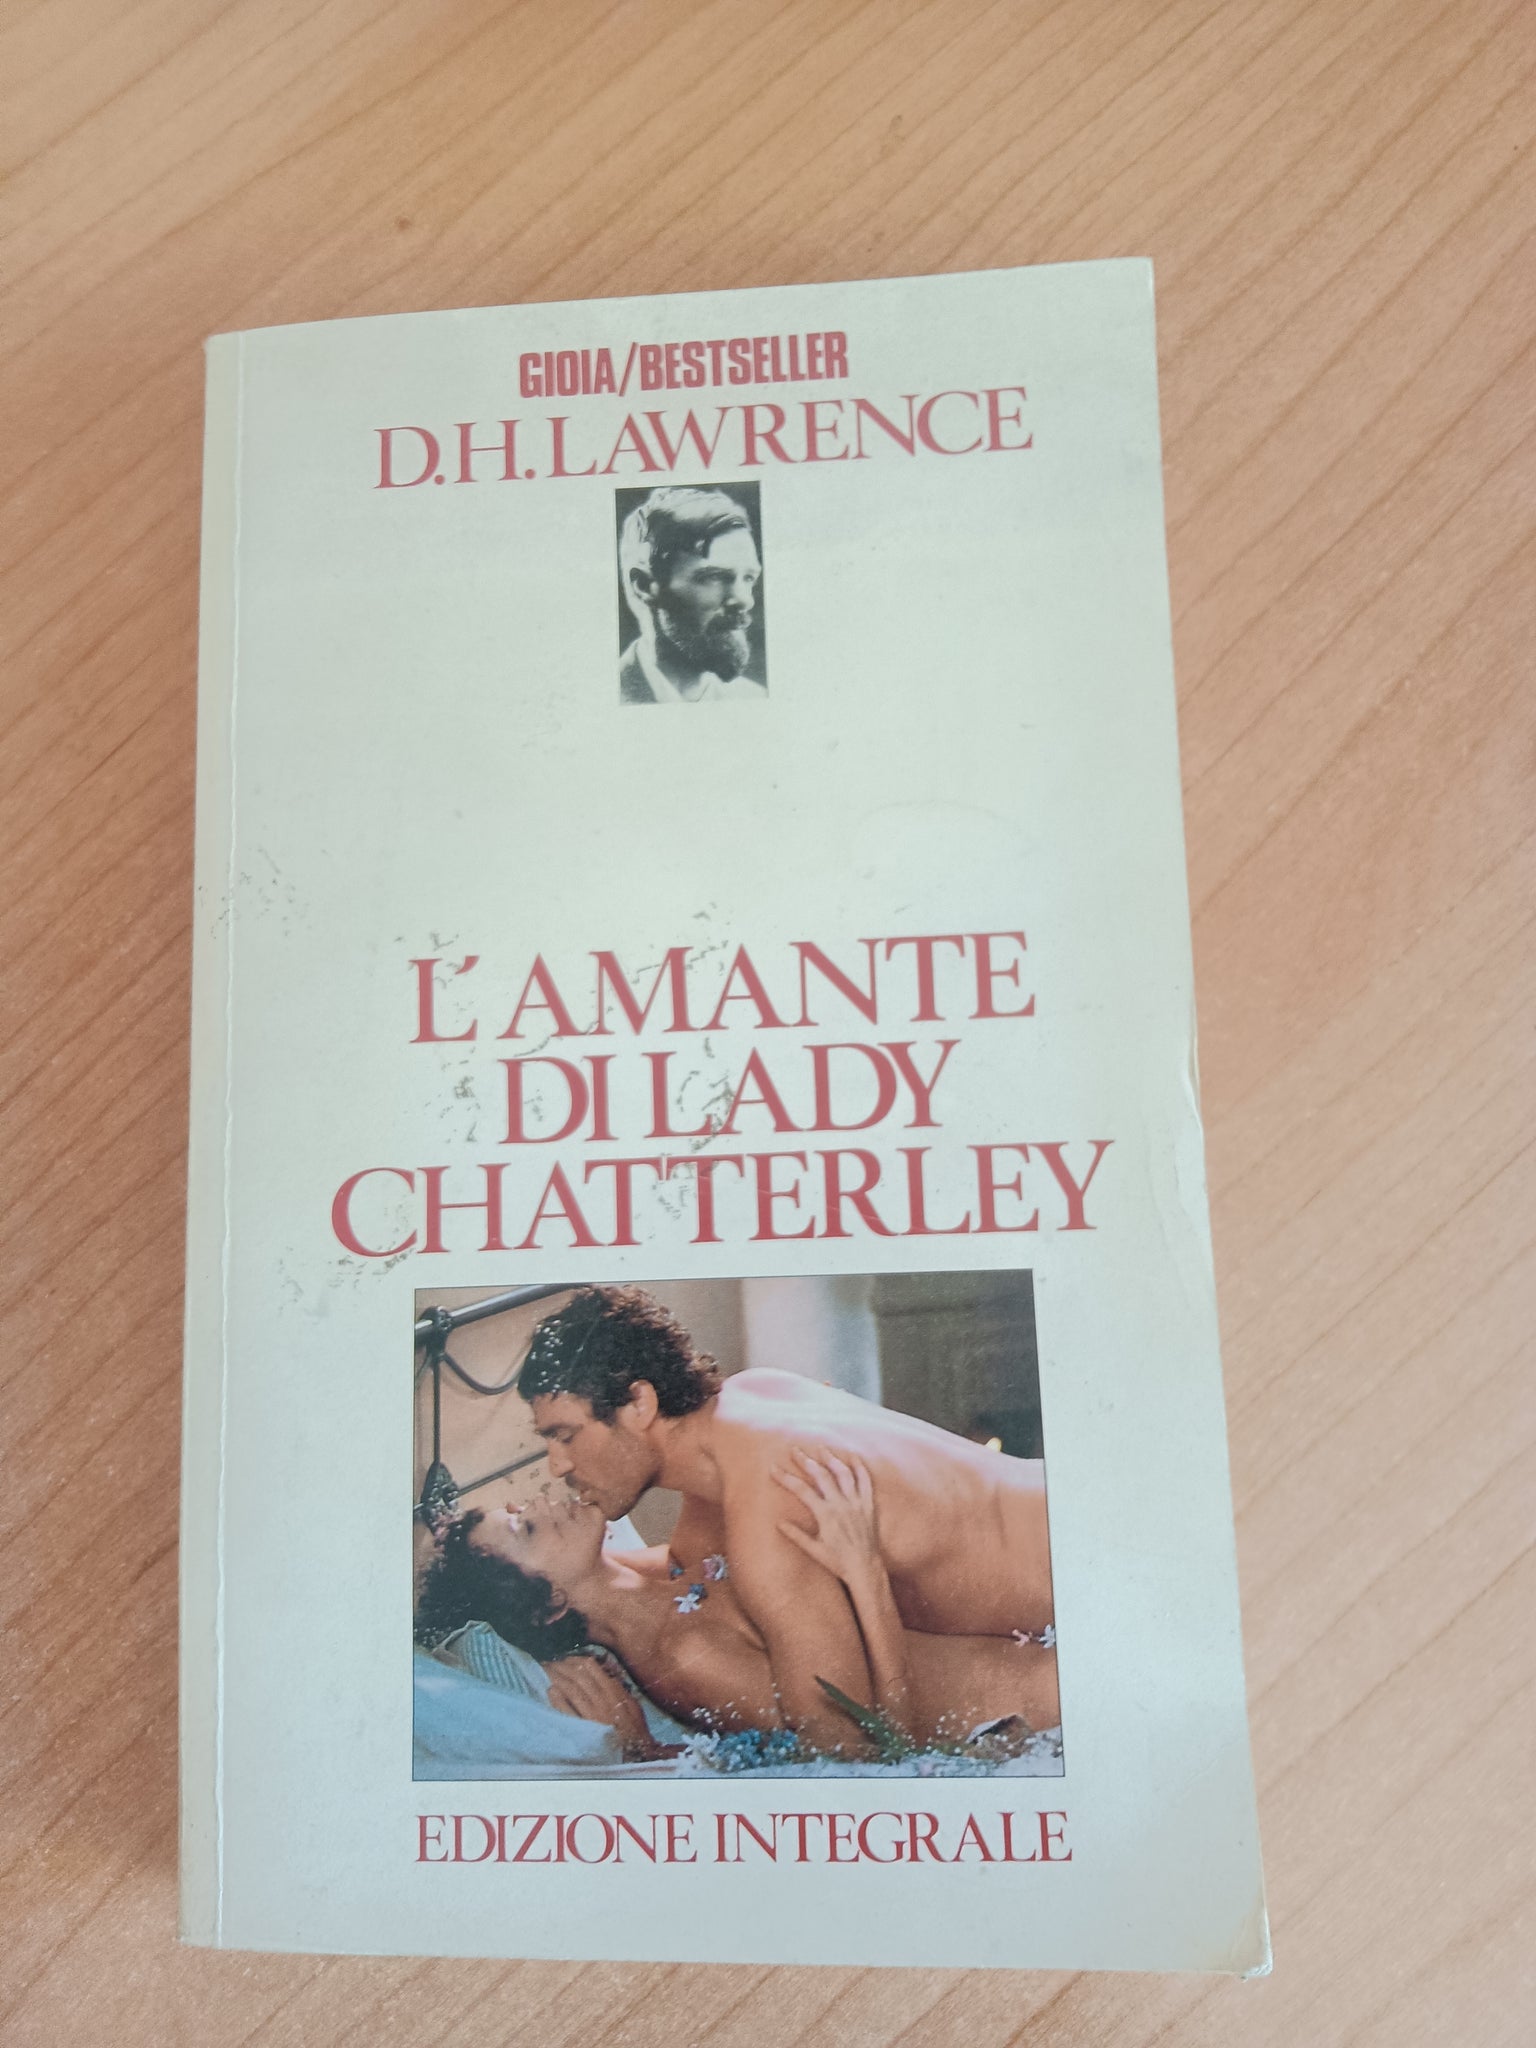 GIOIA/BESTSELLER
D.H. LAWRENCE
L'AMANTE
DI LADY
CHATTERLEY
EDIZIONE INTEGRALE